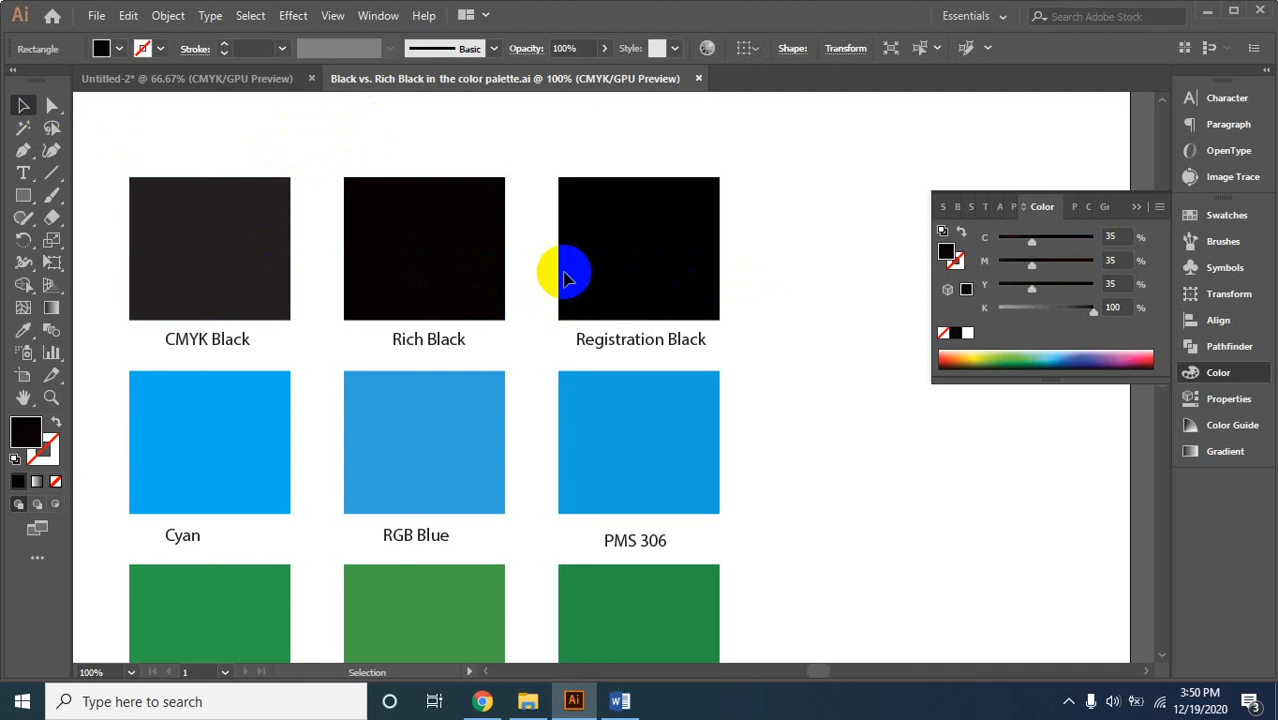 Ai File Edit Object Type Select Effect View Window Help Essentials Search Adobe Stock
Rectangle Stroke: Basic Opacity: 100% Style: Shape: Transform
Untitled-2* @ 66.67% (CMYK/GPU Preview) Black vs. Rich Black in the color palette.ai @ 100% (CMYK/GPU Preview)
CMYK Black Rich Black Registration Black
Cyan RGB Blue PMS 306
S B S T A P Color P C Gr
C 35 %
M 35 %
Y 35 %
K 100 %
Character
Paragraph
OpenType
Image Trace
Swatches
Brushes
Symbols
Transform
Align
Pathfinder
Color
Properties
Color Guide
Gradient
100% 1 Selection
Type here to search
Ai
3:50 PM
12/19/2020
3